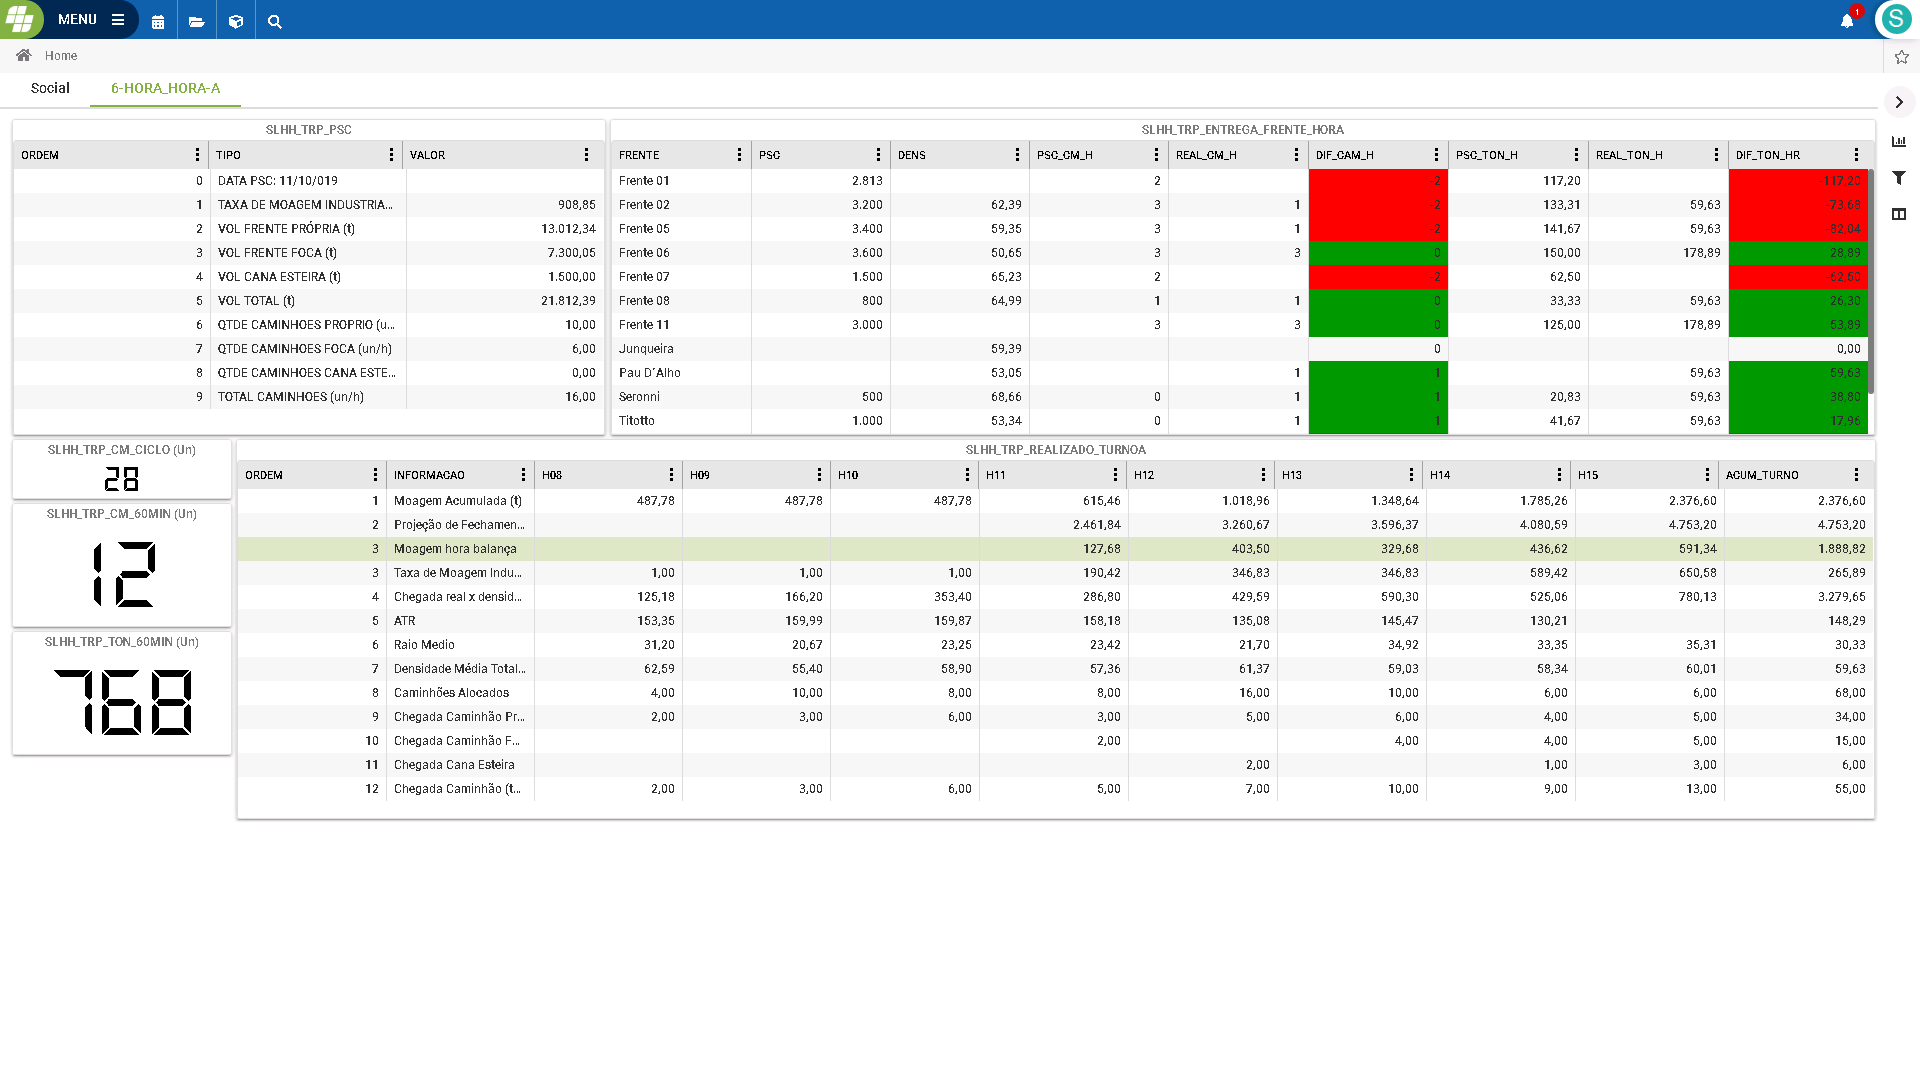 MENU
1
S
Home
Social 6-HORA_HORA-A
SLHH_TRP_PSC
ORDEM TIPO VALOR
0 DATA PSC: 11/10/019
1 TAXA DE MOAGEM INDUSTRIA... 908,85
2 VOL FRENTE PRÓPRIA (t) 13.012,34
3 VOL FRENTE FOCA (t) 7.300,05
4 VOL CANA ESTEIRA (t) 1.500,00
5 VOL TOTAL (t) 21.812,39
6 QTDE CAMINHOES PROPRIO (u... 10,00
7 QTDE CAMINHOES FOCA (un/h) 6,00
8 QTDE CAMINHOES CANA ESTE... 0,00
9 TOTAL CAMINHOES (un/h) 16,00
SLHH_TRP_ENTREGA_FRENTE_HORA
FRENTE PSC DENS PSC_CM_H REAL_CM_H DIF_CAM_H PSC_TON_H REAL_TON_H DIF_TON_HR
Frente 01 2.813 2 -2 117,20 -117,20
Frente 02 3.200 62,39 3 1 -2 133,31 59,63 -73,68
Frente 05 3.400 59,35 3 1 -2 141,67 59,63 -82,04
Frente 06 3.600 50,65 3 3 0 150,00 178,89 28,89
Frente 07 1.500 65,23 2 -2 62,50 -62,50
Frente 08 800 64,99 1 1 0 33,33 59,63 26,30
Frente 11 3.000 3 3 0 125,00 178,89 53,89
Junqueira 59,39 0 0,00
Pau D´Alho 53,05 1 1 59,63 59,63
Seronni 500 68,66 0 1 1 20,83 59,63 38,80
Titotto 1.000 53,34 0 1 1 41,67 59,63 17,96
SLHH_TRP_CM_CICLO (Un)
28
SLHH_TRP_CM_60MIN (Un)
12
SLHH_TRP_TON_60MIN (Un)
768
SLHH_TRP_REALIZADO_TURNOA
ORDEM INFORMACAO H08 H09 H10 H11 H12 H13 H14 H15 ACUM_TURNO
1 Moagem Acumulada (t) 487,78 487,78 487,78 615,46 1.018,96 1.348,64 1.785,26 2.376,60 2.376,60
2 Projeção de Fechamen... 2.461,84 3.260,67 3.596,37 4.080,59 4.753,20 4.753,20
3 Moagem hora balança 127,68 403,50 329,68 436,62 591,34 1.888,82
3 Taxa de Moagem Indu... 1,00 1,00 1,00 190,42 346,83 346,83 589,42 650,58 265,89
4 Chegada real x densid... 125,18 166,20 353,40 286,80 429,59 590,30 525,06 780,13 3.279,65
5 ATR 153,35 159,99 159,87 158,18 135,08 145,47 130,21 148,29
6 Raio Medio 31,20 20,67 23,25 23,42 21,70 34,92 33,35 35,31 30,33
7 Densidade Média Total... 62,59 55,40 58,90 57,36 61,37 59,03 58,34 60,01 59,63
8 Caminhões Alocados 4,00 10,00 8,00 8,00 16,00 10,00 6,00 6,00 68,00
9 Chegada Caminhão Pr... 2,00 3,00 6,00 3,00 5,00 6,00 4,00 5,00 34,00
10 Chegada Caminhão F... 2,00 4,00 4,00 5,00 15,00
11 Chegada Cana Esteira 2,00 1,00 3,00 6,00
12 Chegada Caminhão (t... 2,00 3,00 6,00 5,00 7,00 10,00 9,00 13,00 55,00